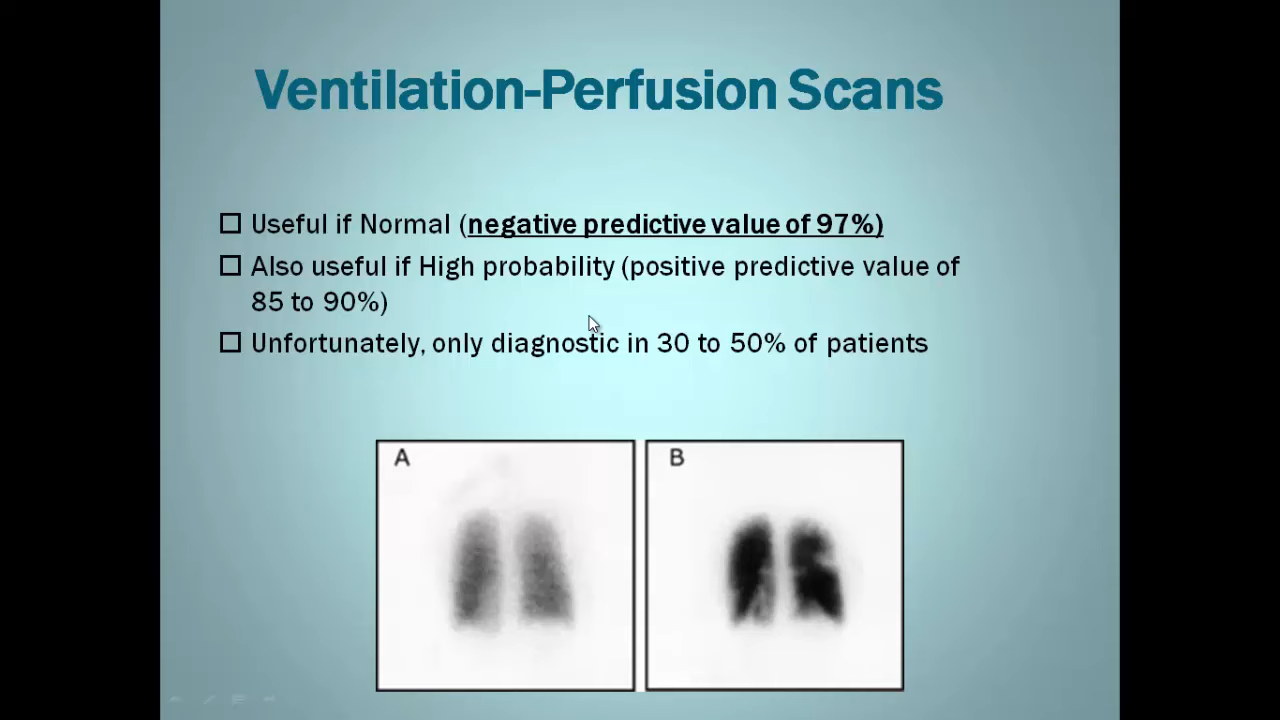 Ventilation-Perfusion Scans
Useful if Normal (negative predictive value of 97%)
Also useful if High probability (positive predictive value of
85 to 90%)
Unfortunately, only diagnostic in 30 to 50% of patients
A
B